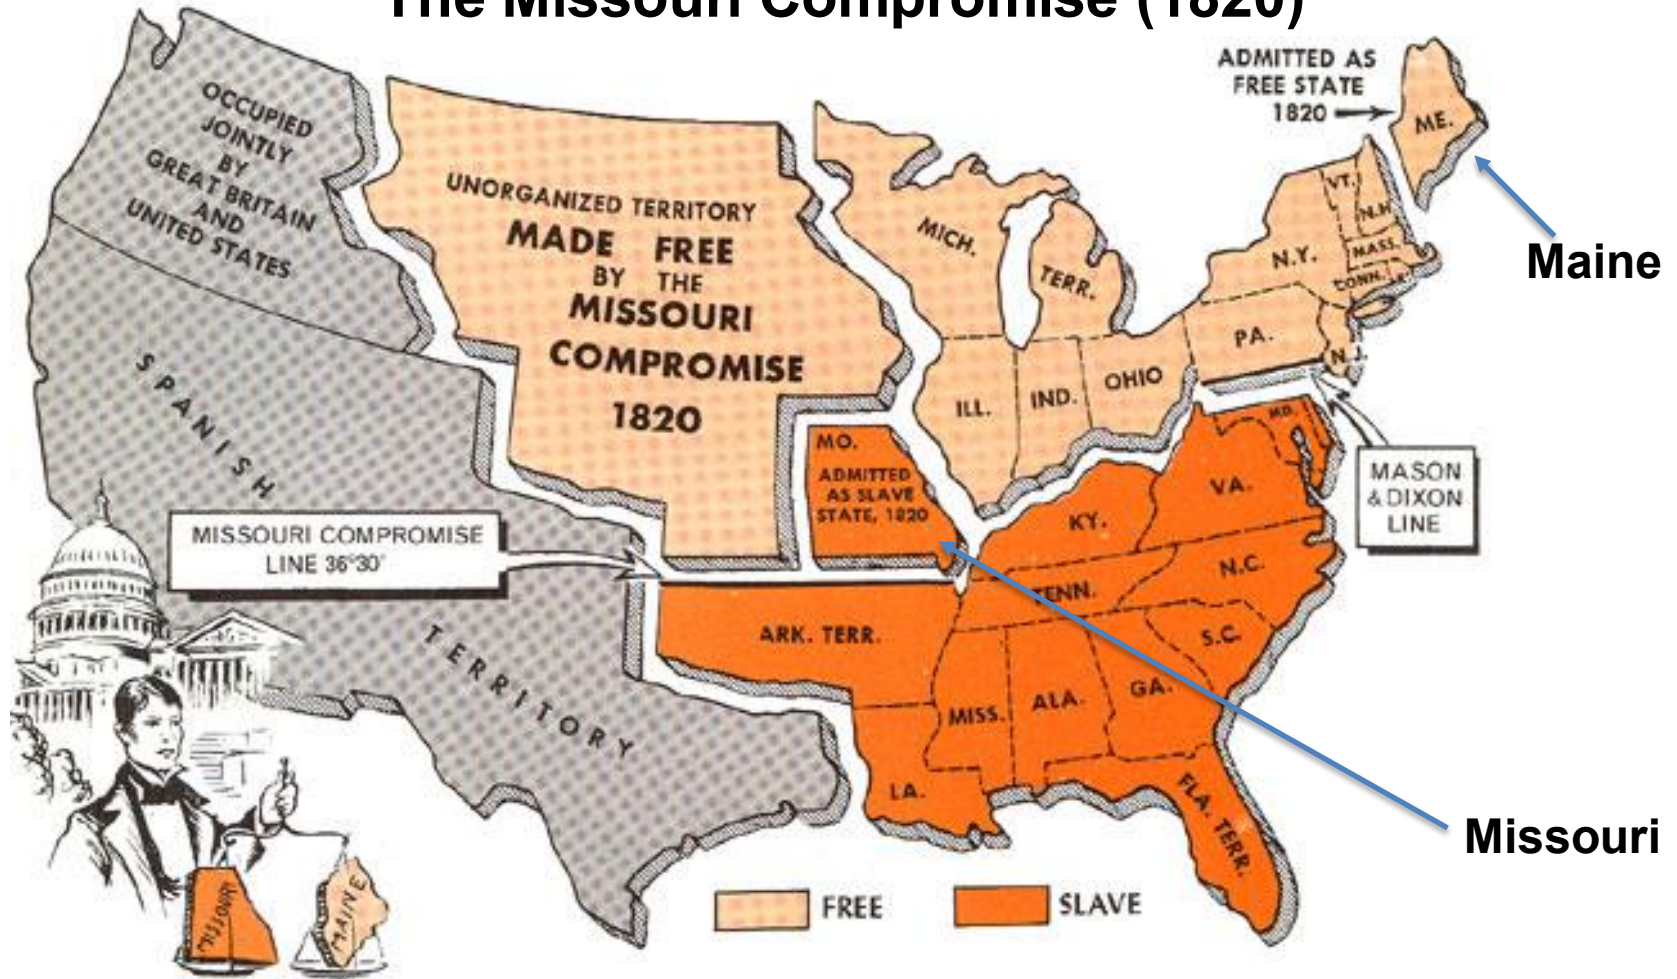 The Missouri Compromise (1820)
ADMITTED AS
FREE STATE
1820
ME.
Maine
OCCUPIED
JOINTLY
BY
GREAT BRITAIN
AND
UNITED STATES
UNORGANIZED TERRITORY
MADE FREE
BY THE
MISSOURI
COMPROMISE
1820
MICH.
TERR.
VT.
N.H.
MASS.
CONN.
N.Y.
PA.
N.J.
ILL.
IND.
OHIO
SPANISH
TERRITORY
MISSOURI COMPROMISE
LINE 36°30'
MO.
ADMITTED
AS SLAVE
STATE, 1820
MD.
VA.
KY.
MASON
& DIXON
LINE
TENN.
N.C.
S.C.
ARK. TERR.
MISS.
ALA.
GA.
LA.
FLA. TERR.
Missouri
MISSOURI
MAINE
FREE
SLAVE